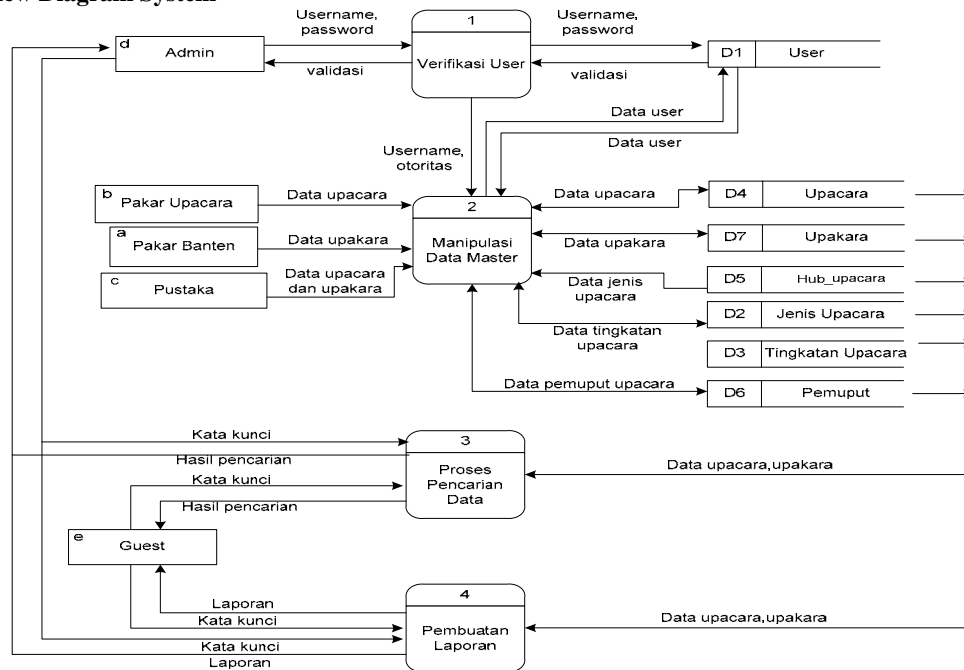 Diagram System
d
Admin
Username,
password
validasi
1
Verifikasi User
Username,
password
validasi
D1
User
Data user
Data user
Username,
otoritas
b
Pakar Upacara
Data upacara
a
Pakar Banten
Data upakara
c
Pustaka
Data upacara
dan upakara
2
Manipulasi
Data Master
Data upacara
D4
Upacara
Data upakara
D7
Upakara
Data jenis
upacara
D5
Hub_upacara
D2
Jenis Upacara
Data tingkatan
upacara
D3
Tingkatan Upacara
Data pemuput upacara
D6
Pemuput
Kata kunci
Hasil pencarian
Kata kunci
Hasil pencarian
3
Proses
Pencarian
Data
Data upacara,upakara
e
Guest
Laporan
Kata kunci
Kata kunci
Laporan
4
Pembuatan
Laporan
Data upacara,upakara